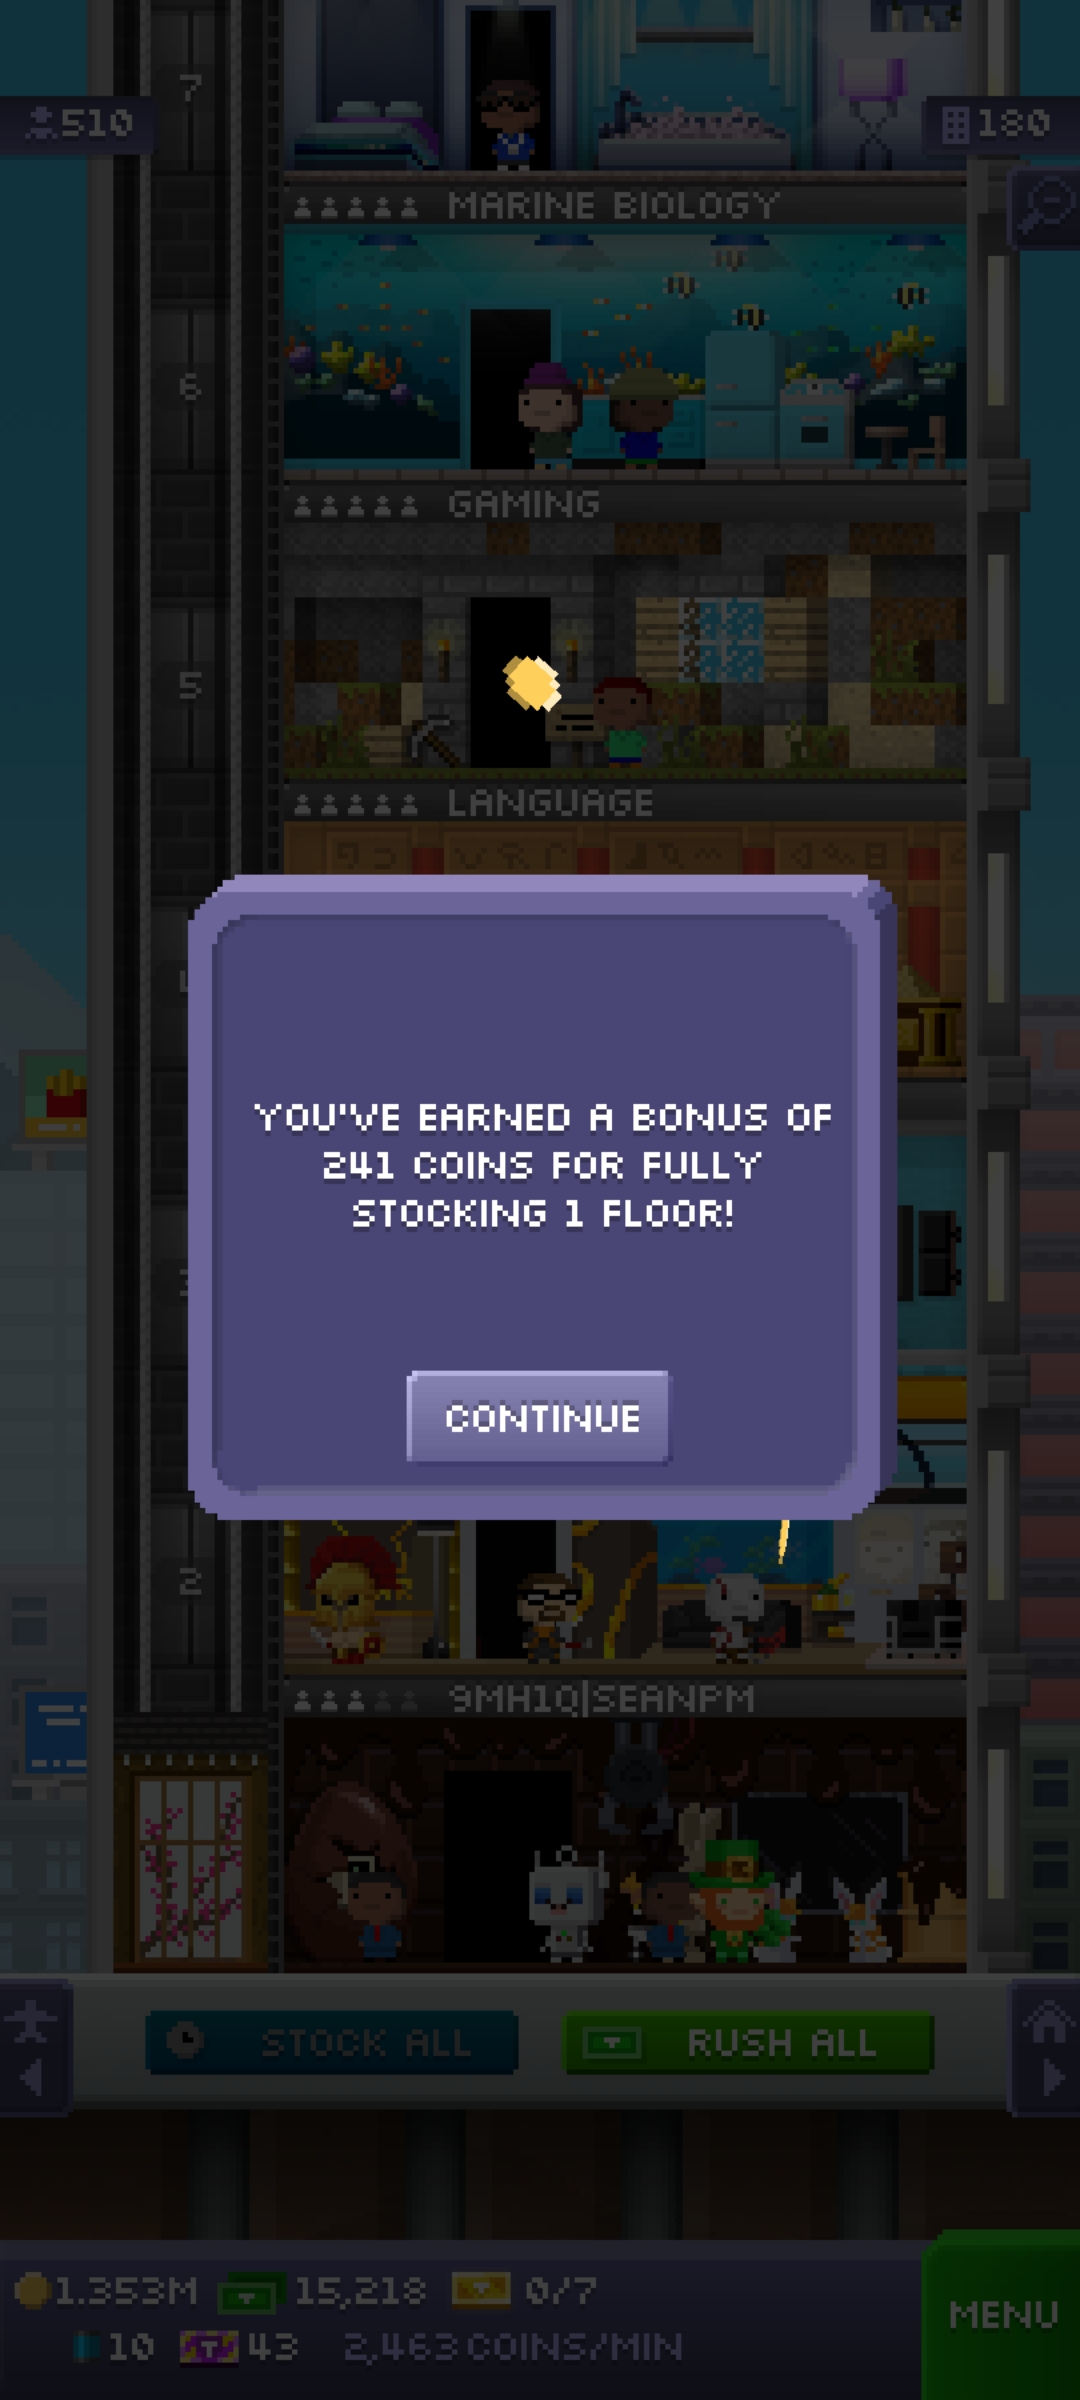 7
510
180
MARINE BIOLOGY
6
GAMING
5
LANGUAGE
YOU'VE EARNED A BONUS OF
241 COINS FOR FULLY
STOCKING 1 FLOOR!
CONTINUE
2
9MH1Q|SEANPM
STOCK ALL
RUSH ALL
1.353M
15,218
0/7
MENU
10
43
2,463 COINS/MIN